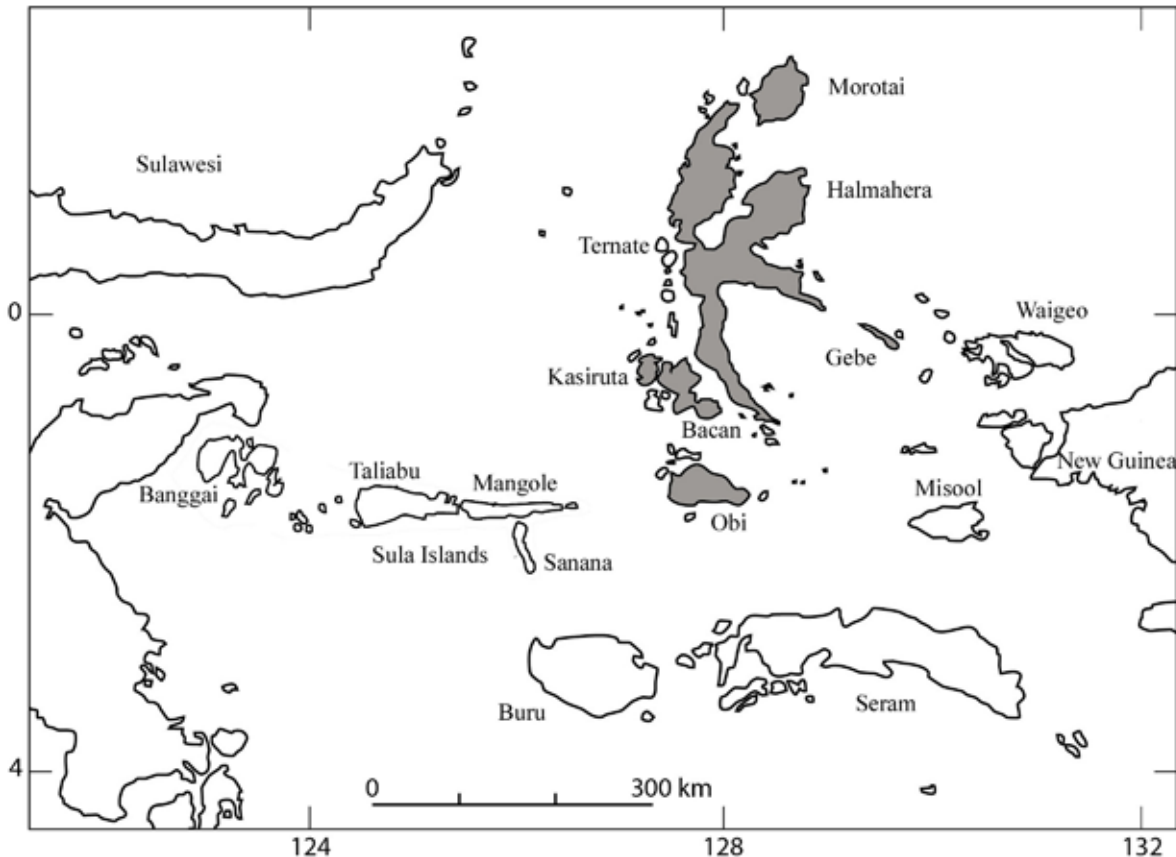 Morotai
Sulawesi
Halmahera
Ternate
0
Waigeo
Gebe
Kasiruta
Bacan
New Guinea
Taliabu
Mangole
Banggai
Misool
Obi
Sula Islands
Sanana
Buru
Seram
4
0 300 km
124 128 132